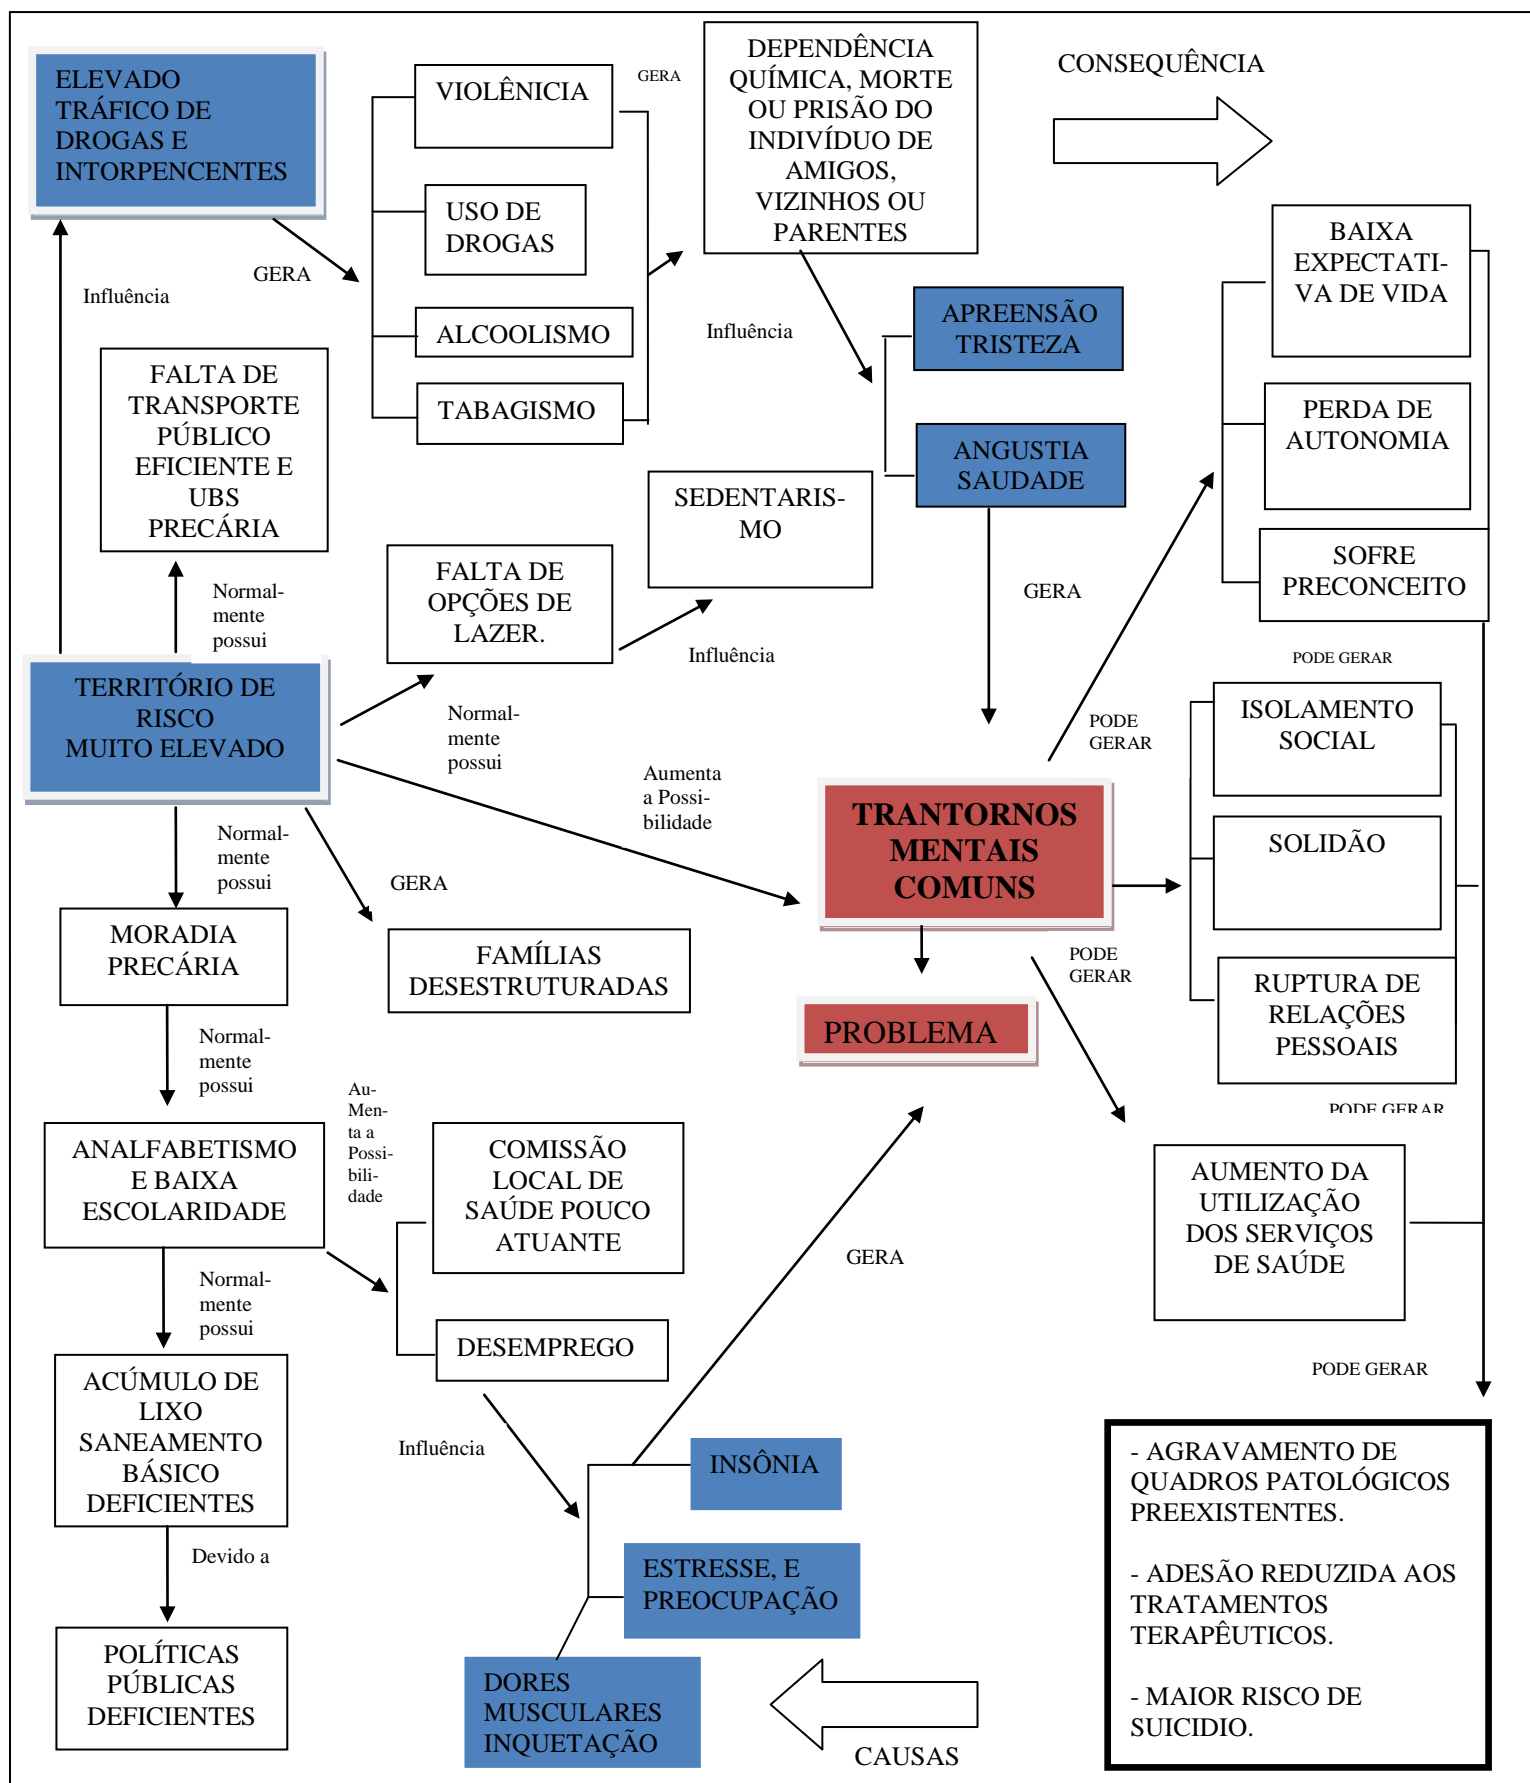 ELEVADO
TRÁFICO DE
DROGAS E
INTORPENCENTES
VIOLÊNICIA
GERA
DEPENDÊNCIA
QUÍMICA, MORTE
OU PRISÃO DO
INDIVÍDUO DE
AMIGOS,
VIZINHOS OU
PARENTES
CONSEQUÊNCIA
USO DE
DROGAS
GERA
Influência
ALCOOLISMO
TABAGISMO
Influência
APREENSÃO
TRISTEZA
ANGUSTIA
SAUDADE
BAIXA
EXPECTATI-
VA DE VIDA
PERDA DE
AUTONOMIA
SOFRE
PRECONCEITO
FALTA DE
TRANSPORTE
PÚBLICO
EFICIENTE E
UBS
PRECÁRIA
SEDENTARIS-
MO
FALTA DE
OPÇÕES DE
LAZER.
Normal-
mente
possui
Influência
GERA
PODE GERAR
TERRITÓRIO DE
RISCO
MUITO ELEVADO
Normal-
mente
possui
Aumenta
a Possi-
bilidade
PODE
GERAR
ISOLAMENTO
SOCIAL
TRANTORNOS
MENTAIS
COMUNS
SOLIDÃO
Normal-
mente
possui
GERA
MORADIA
PRECÁRIA
FAMÍLIAS
DESESTRUTURADAS
PODE
GERAR
PROBLEMA
RUPTURA DE
RELAÇÕES
PESSOAIS
Normal-
mente
possui
Au-
Men-
ta a
Possi-
bili-
dade
PODE GERAR
ANALFABETISMO
E BAIXA
ESCOLARIDADE
COMISSÃO
LOCAL DE
SAÚDE POUCO
ATUANTE
GERA
AUMENTO DA
UTILIZAÇÃO
DOS SERVIÇOS
DE SAÚDE
Normal-
mente
possui
DESEMPREGO
PODE GERAR
ACÚMULO DE
LIXO
SANEAMENTO
BÁSICO
DEFICIENTES
Influência
INSÔNIA
- AGRAVAMENTO DE
QUADROS PATOLÓGICOS
PREEXISTENTES.
- ADESÃO REDUZIDA AOS
TRATAMENTOS
TERAPÊUTICOS.
- MAIOR RISCO DE
SUICIDIO.
Devido a
ESTRESSE, E
PREOCUPAÇÃO
POLÍTICAS
PÚBLICAS
DEFICIENTES
DORES
MUSCULARES
INQUETAÇÃO
CAUSAS